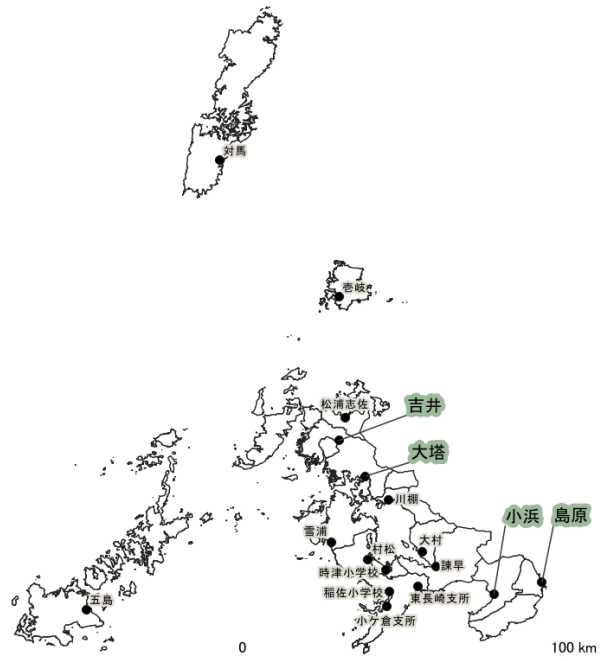 対馬
壱岐
松浦志佐
吉井
大塔
川棚
小浜
島原
雪浦
大村
村松
諫早
時津小学校
稲佐小学校
東長崎支所
五島
小ケ倉支所
0
100 km